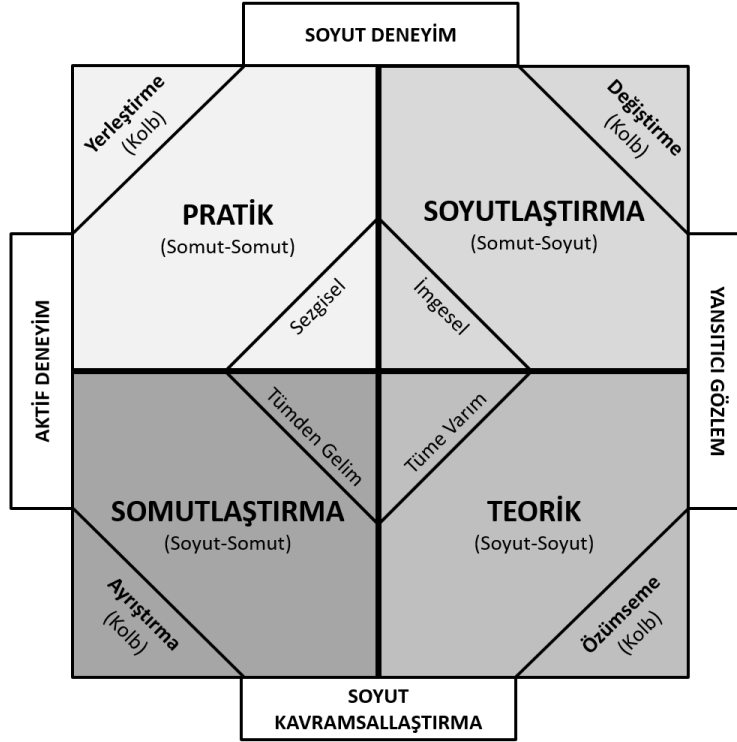 SOYUT DENEYİM
Yerleştirme
(Kolb)
Değiştirme
(Kolb)
PRATİK
(Somut-Somut)
SOYUTLAŞTIRMA
(Somut-Soyut)
Sezgisel
İmgesel
AKTİF DENEYİM
YANSITICI GÖZLEM
Tümden Gelim
Tüme Varım
SOMUTLAŞTIRMA
(Soyut-Somut)
TEORİK
(Soyut-Soyut)
Ayrıştırma
(Kolb)
Özümseme
(Kolb)
SOYUT
KAVRAMSALLAŞTIRMA